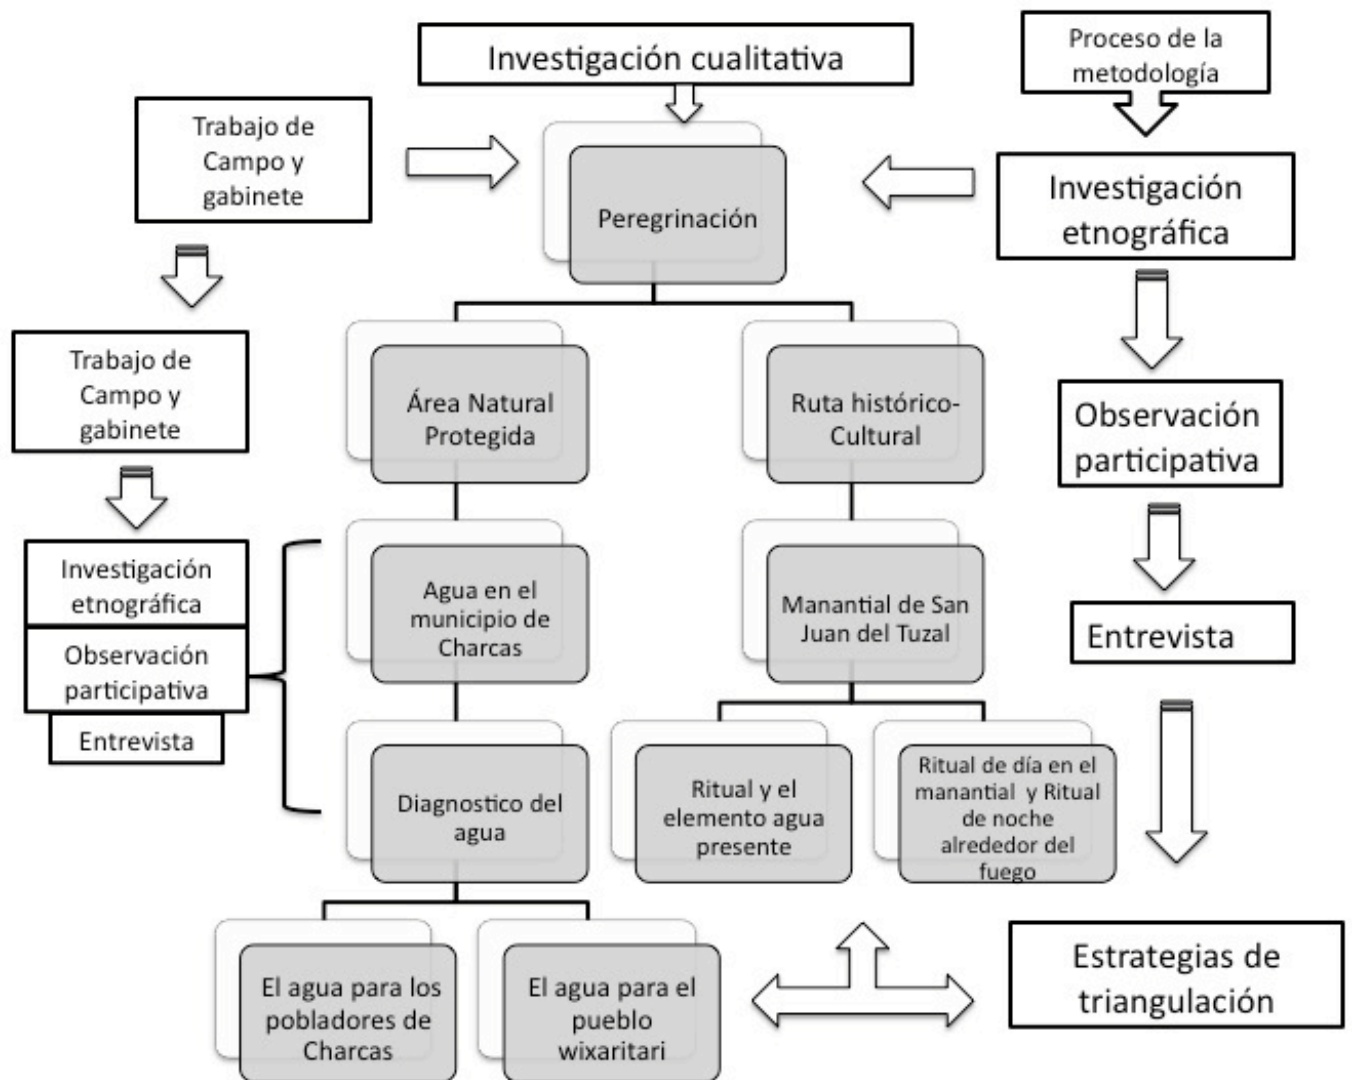 Investigación cualitativa
Proceso de la
metodología
Trabajo de
Campo y
gabinete
Peregrinación
Investigación
etnográfica
Trabajo de
Campo y
gabinete
Área Natural
Protegida
Ruta histórico-
Cultural
Observación
participativa
Investigación
etnográfica
Observación
participativa
Entrevista
Agua en el
municipio de
Charcas
Manantial de San
Juan del Tuzal
Entrevista
Diagnostico del
agua
Ritual y el
elemento agua
presente
Ritual de día en el
manantial y Ritual
de noche
alrededor del
fuego
El agua para los
pobladores de
Charcas
El agua para el
pueblo
wixaritari
Estrategias de
triangulación